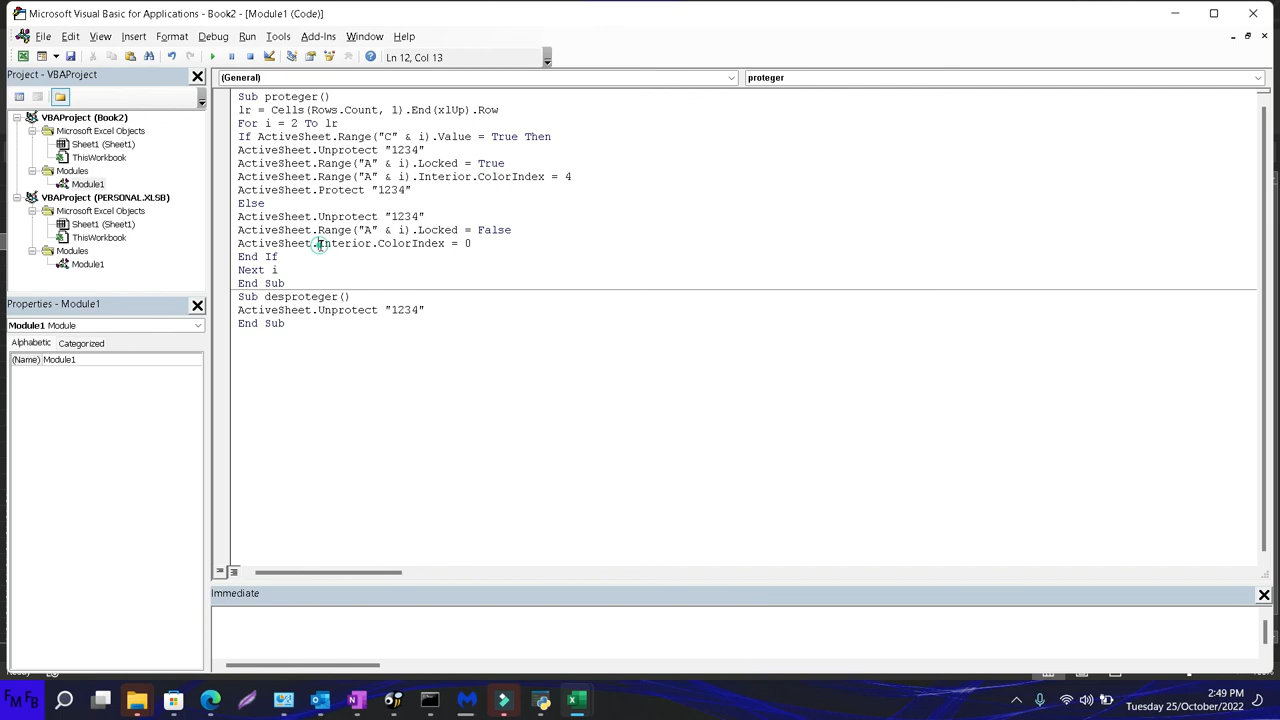 Microsoft Visual Basic for Applications - Book2 - [Module1 (Code)]
File Edit View Insert Format Debug Run Tools Add-Ins Window Help
Ln 12, Col 13
Project - VBAProject
(General)
proteger
VBAProject (Book2)
Microsoft Excel Objects
Sheet1 (Sheet1)
ThisWorkbook
Modules
Module1
VBAProject (PERSONAL.XLSB)
Microsoft Excel Objects
Sheet1 (Sheet1)
ThisWorkbook
Modules
Module1
Sub proteger()
lr = Cells(Rows.Count, 1).End(xlUp).Row
For i = 2 To lr
If ActiveSheet.Range("C" & i).Value = True Then
ActiveSheet.Unprotect "1234"
ActiveSheet.Range("A" & i).Locked = True
ActiveSheet.Range("A" & i).Interior.ColorIndex = 4
ActiveSheet.Protect "1234"
Else
ActiveSheet.Unprotect "1234"
ActiveSheet.Range("A" & i).Locked = False
ActiveSheet.Interior.ColorIndex = 0
End If
Next i
End Sub
Sub desproteger()
ActiveSheet.Unprotect "1234"
End Sub
Properties - Module1
Module1 Module
Alphabetic Categorized
(Name) Module1
Immediate
FM FB
2:49 PM
Tuesday 25/October/2022